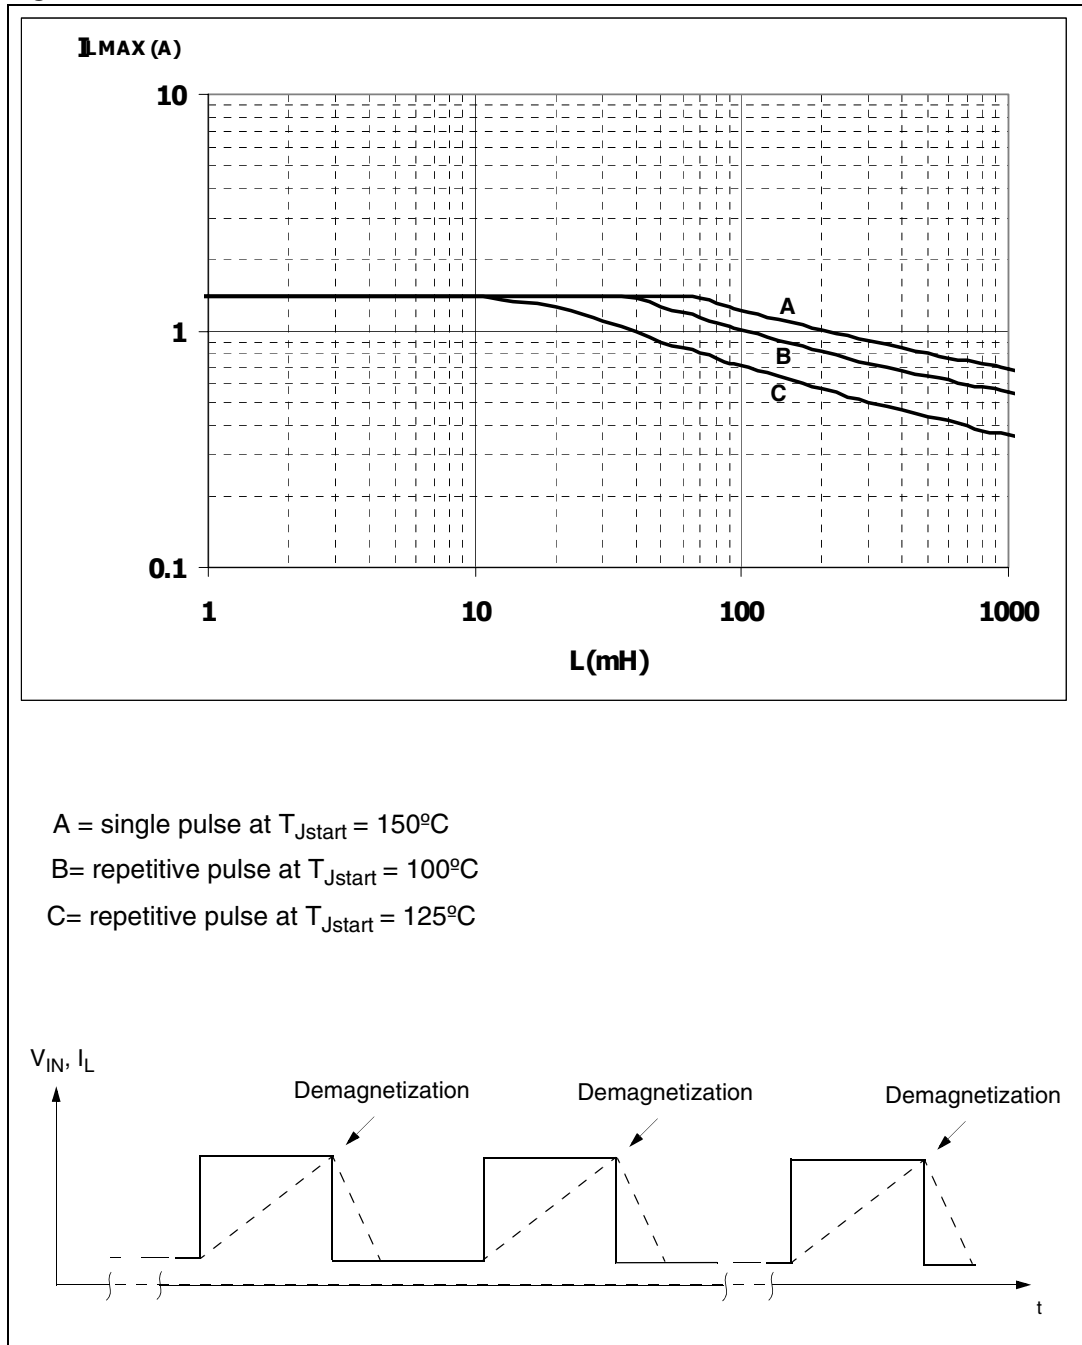 ILMAX (A)
10
1
0.1
A
B
C
1 10 100 1000
L(mH)
A = single pulse at TJstart = 150ºC
B= repetitive pulse at TJstart = 100ºC
C= repetitive pulse at TJstart = 125ºC
VIN, IL
Demagnetization Demagnetization Demagnetization
t